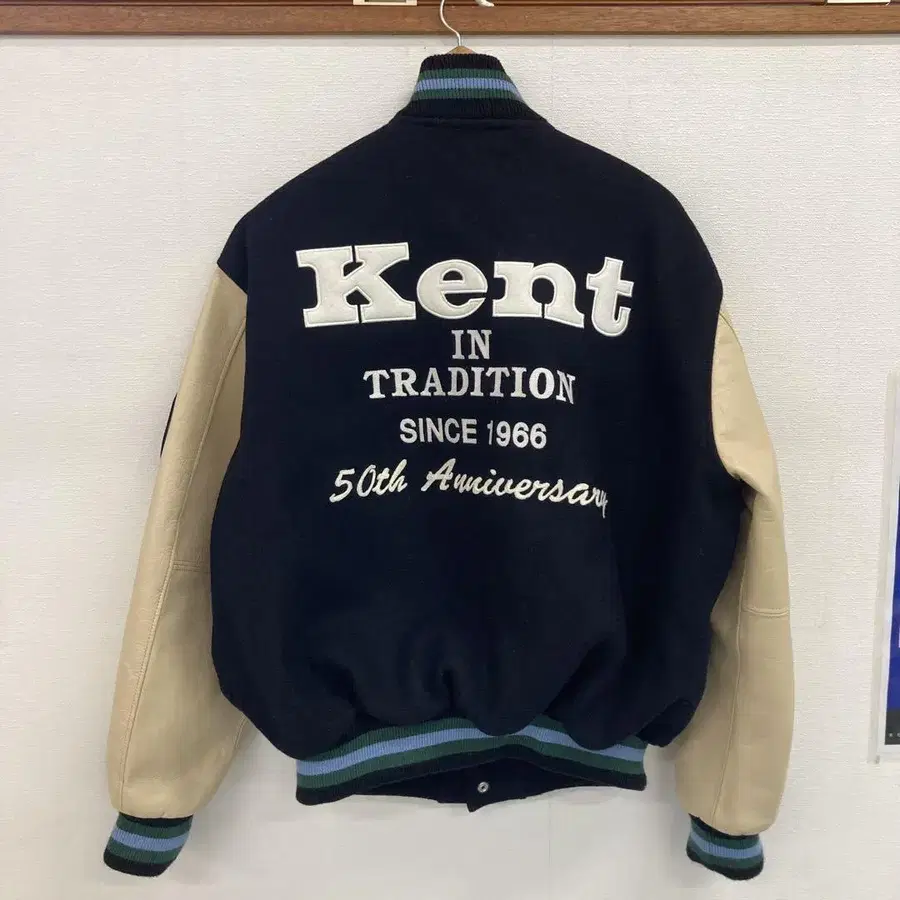 Kent
IN
TRADITION
SINCE 1966
50th Anniversary